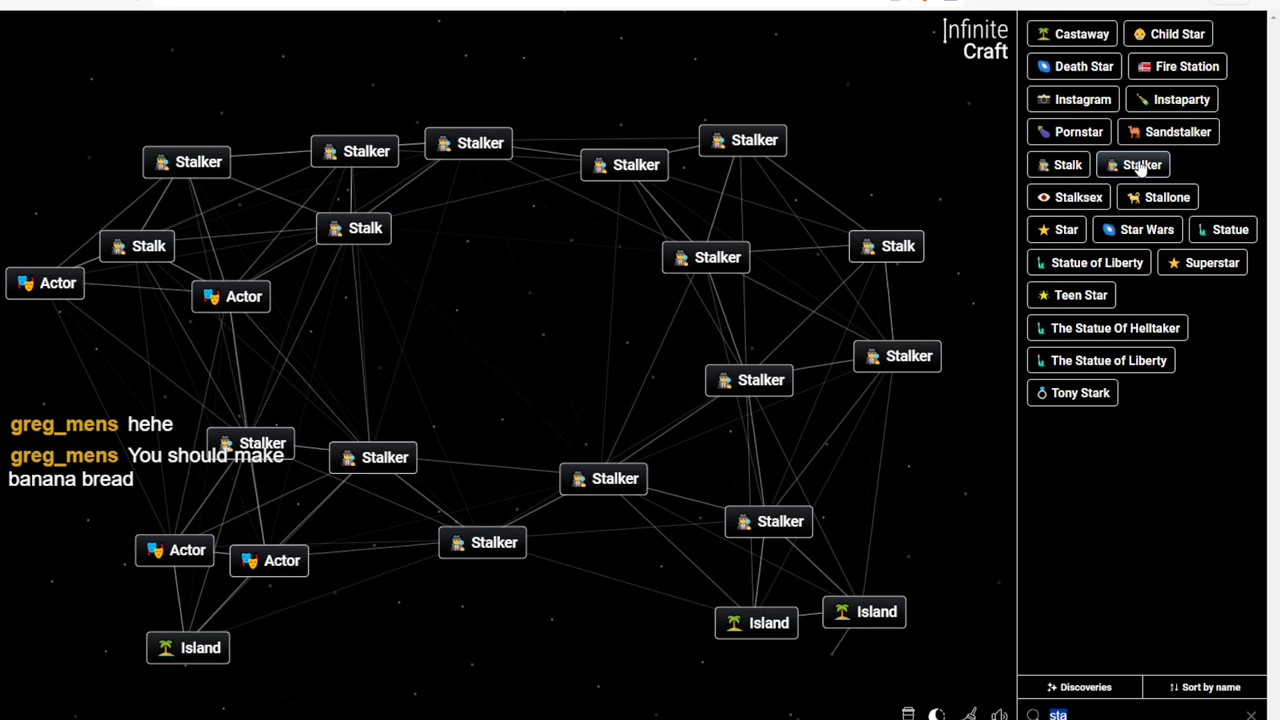 Infinite
Craft
Stalker
Stalker
Stalker
Stalker
Stalker
Stalk
Stalk
Stalker
Stalk
Actor
Actor
Stalker
Stalker
greg_mens hehe
greg_mens You should make
banana bread
Stalker
Stalker
Stalker
Stalker
Actor
Actor
Stalker
Island
Island
Island
Castaway Child Star
Death Star Fire Station
Instagram Instaparty
Pornstar Sandstalker
Stalk Stalker
Stalksex Stallone
Star Star Wars Statue
Statue of Liberty Superstar
Teen Star
The Statue Of Helltaker
The Statue of Liberty
Tony Stark
Discoveries Sort by name
sta